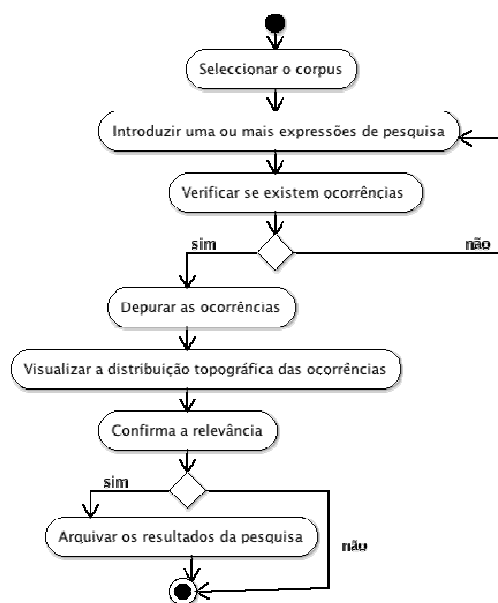 Seleccionar o corpus
Introduzir uma ou mais expressões de pesquisa
Verificar se existem ocorrências
sim
não
Depurar as ocorrências
Visualizar a distribuição topográfica das ocorrências
Confirma a relevância
sim
Arquivar os resultados da pesquisa
não